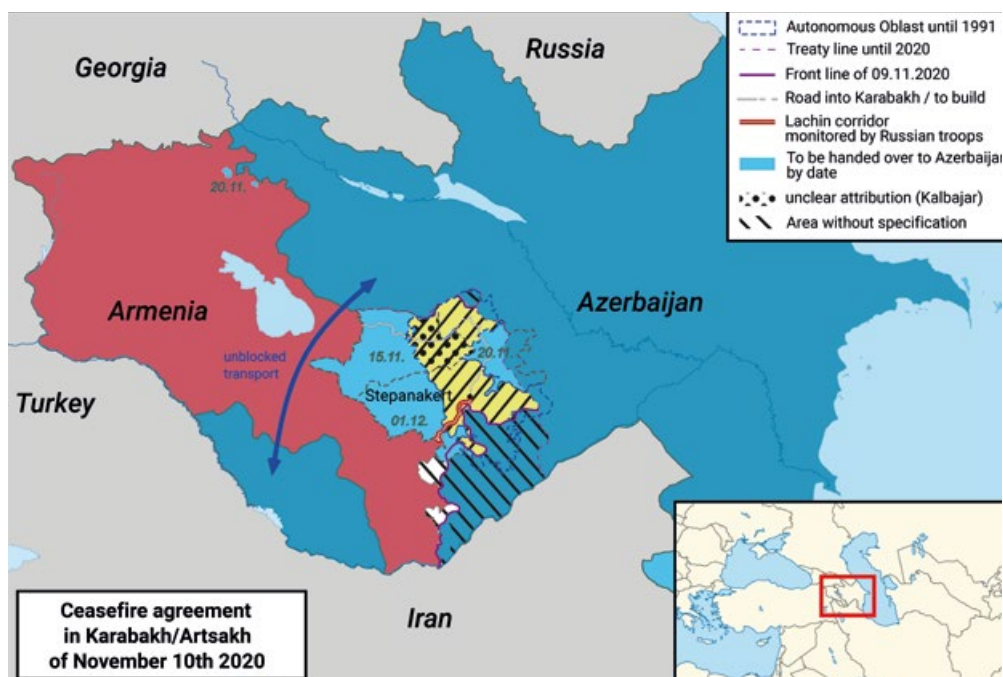 Georgia
Russia
Armenia
Azerbaijan
Turkey
Iran
20.11.
unblocked
transport
15.11.
20.11.
Stepanakert
01.12.
Autonomous Oblast until 1991
Treaty line until 2020
Front line of 09.11.2020
Road into Karabakh / to build
Lachin corridor
monitored by Russian troops
To be handed over to Azerbaijan
by date
unclear attribution (Kalbajar)
Area without specification
Ceasefire agreement
in Karabakh/Artsakh
of November 10th 2020